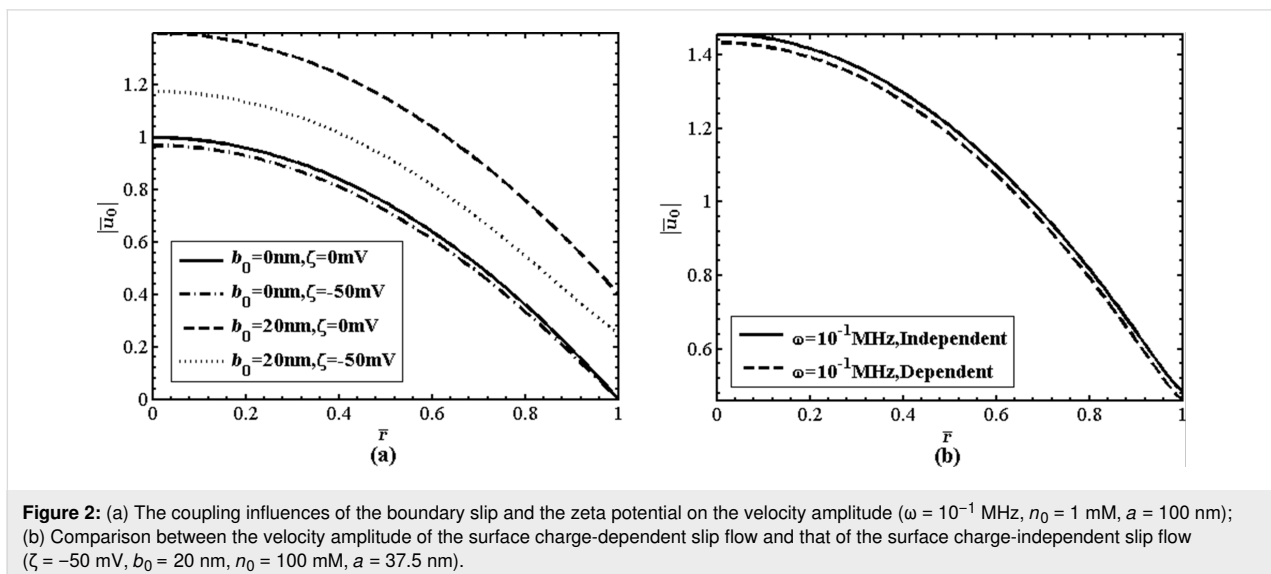 1.2
1
0.8
0.6
0.4
0.2
0
|u̅₀|
b₀=0nm,ζ=0mV
b₀=0nm,ζ=-50mV
b₀=20nm,ζ=0mV
b₀=20nm,ζ=-50mV
0 0.2 0.4 0.6 0.8 1
r̅
(a)
1.4
1.2
1
0.8
0.6
|u̅₀|
ω=10⁻¹MHz,Independent
ω=10⁻¹MHz,Dependent
0 0.2 0.4 0.6 0.8 1
r̅
(b)
Figure 2: (a) The coupling influences of the boundary slip and the zeta potential on the velocity amplitude (ω = 10⁻¹ MHz, n₀ = 1 mM, a = 100 nm);
(b) Comparison between the velocity amplitude of the surface charge-dependent slip flow and that of the surface charge-independent slip flow
(ζ = −50 mV, b₀ = 20 nm, n₀ = 100 mM, a = 37.5 nm).